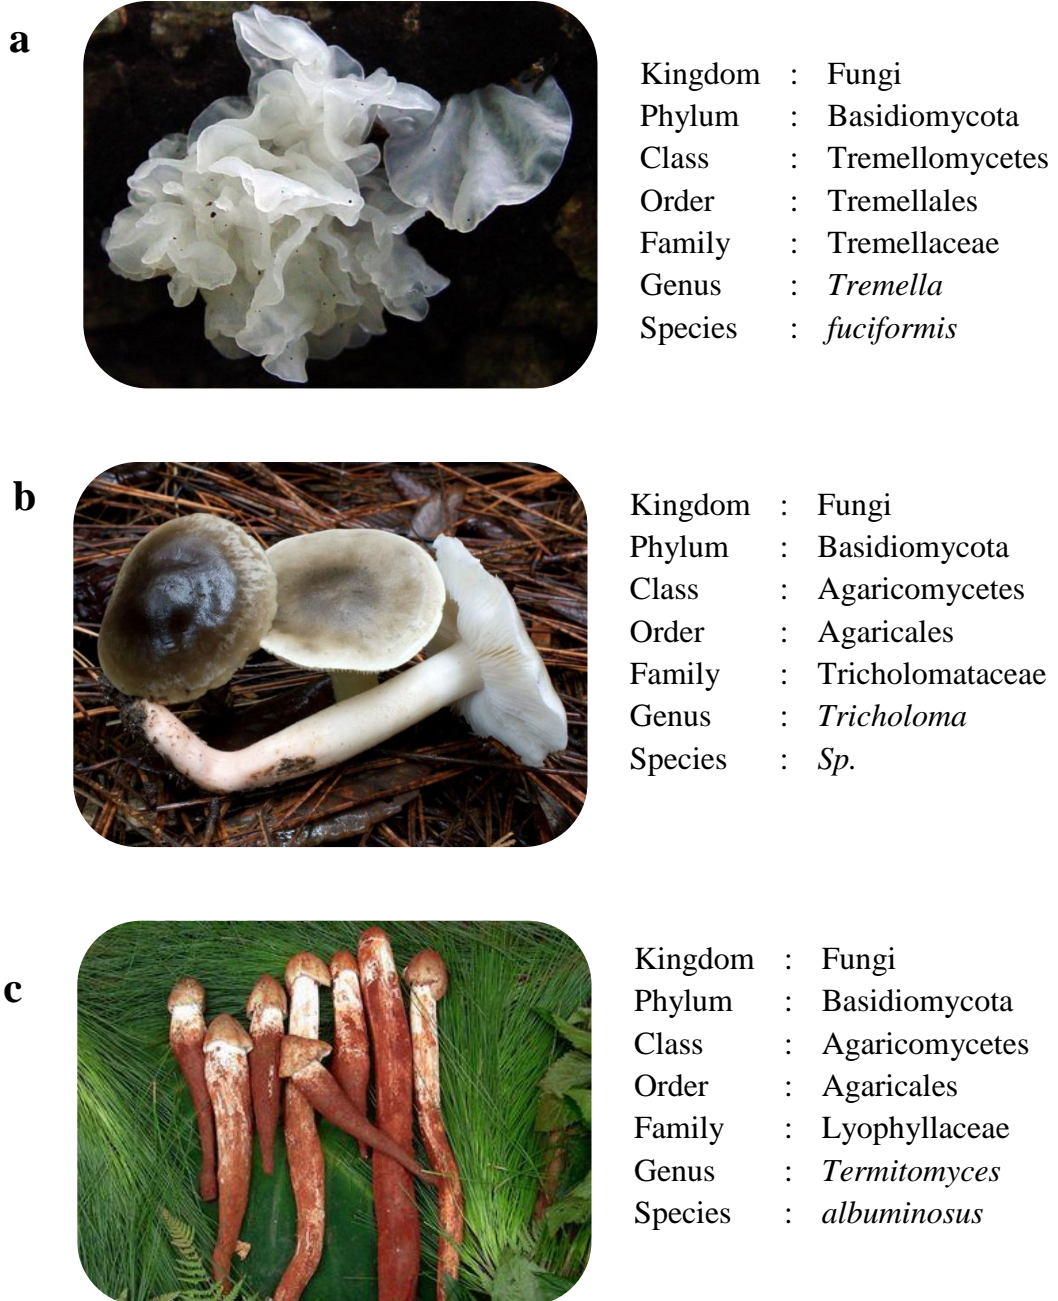 a
Kingdom : Fungi
Phylum : Basidiomycota
Class : Tremellomycetes
Order : Tremellales
Family : Tremellaceae
Genus : Tremella
Species : fuciformis
b
Kingdom : Fungi
Phylum : Basidiomycota
Class : Agaricomycetes
Order : Agaricales
Family : Tricholomataceae
Genus : Tricholoma
Species : Sp.
c
Kingdom : Fungi
Phylum : Basidiomycota
Class : Agaricomycetes
Order : Agaricales
Family : Lyophyllaceae
Genus : Termitomyces
Species : albuminosus